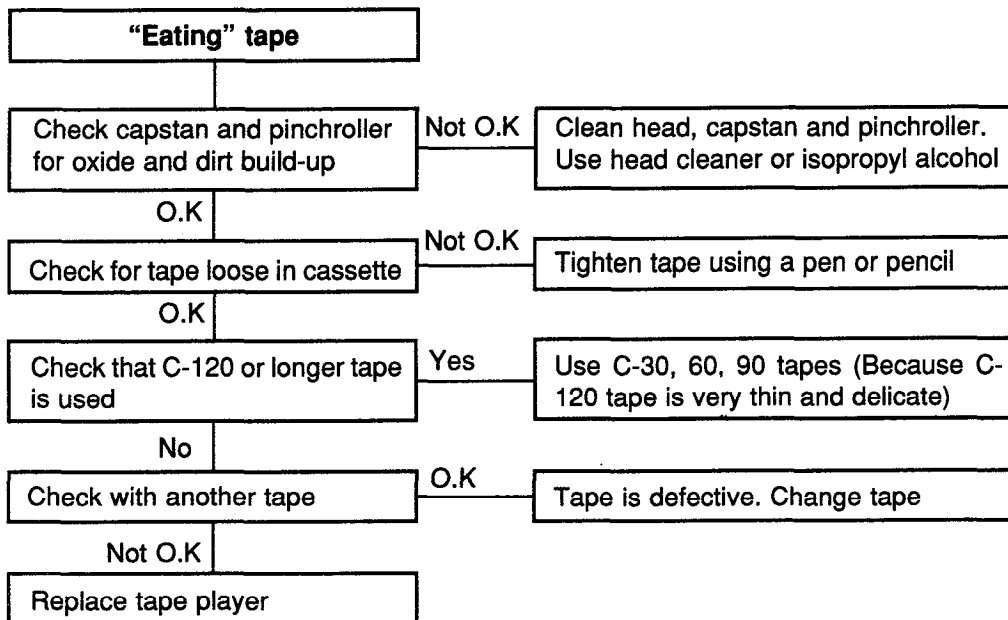 “Eating” tape
Check capstan and pinchroller
for oxide and dirt build-up
Not O.K
Clean head, capstan and pinchroller.
Use head cleaner or isopropyl alcohol
O.K
Check for tape loose in cassette
Not O.K
Tighten tape using a pen or pencil
O.K
Check that C-120 or longer tape
is used
Yes
Use C-30, 60, 90 tapes (Because C-
120 tape is very thin and delicate)
No
Check with another tape
O.K
Tape is defective. Change tape
Not O.K
Replace tape player